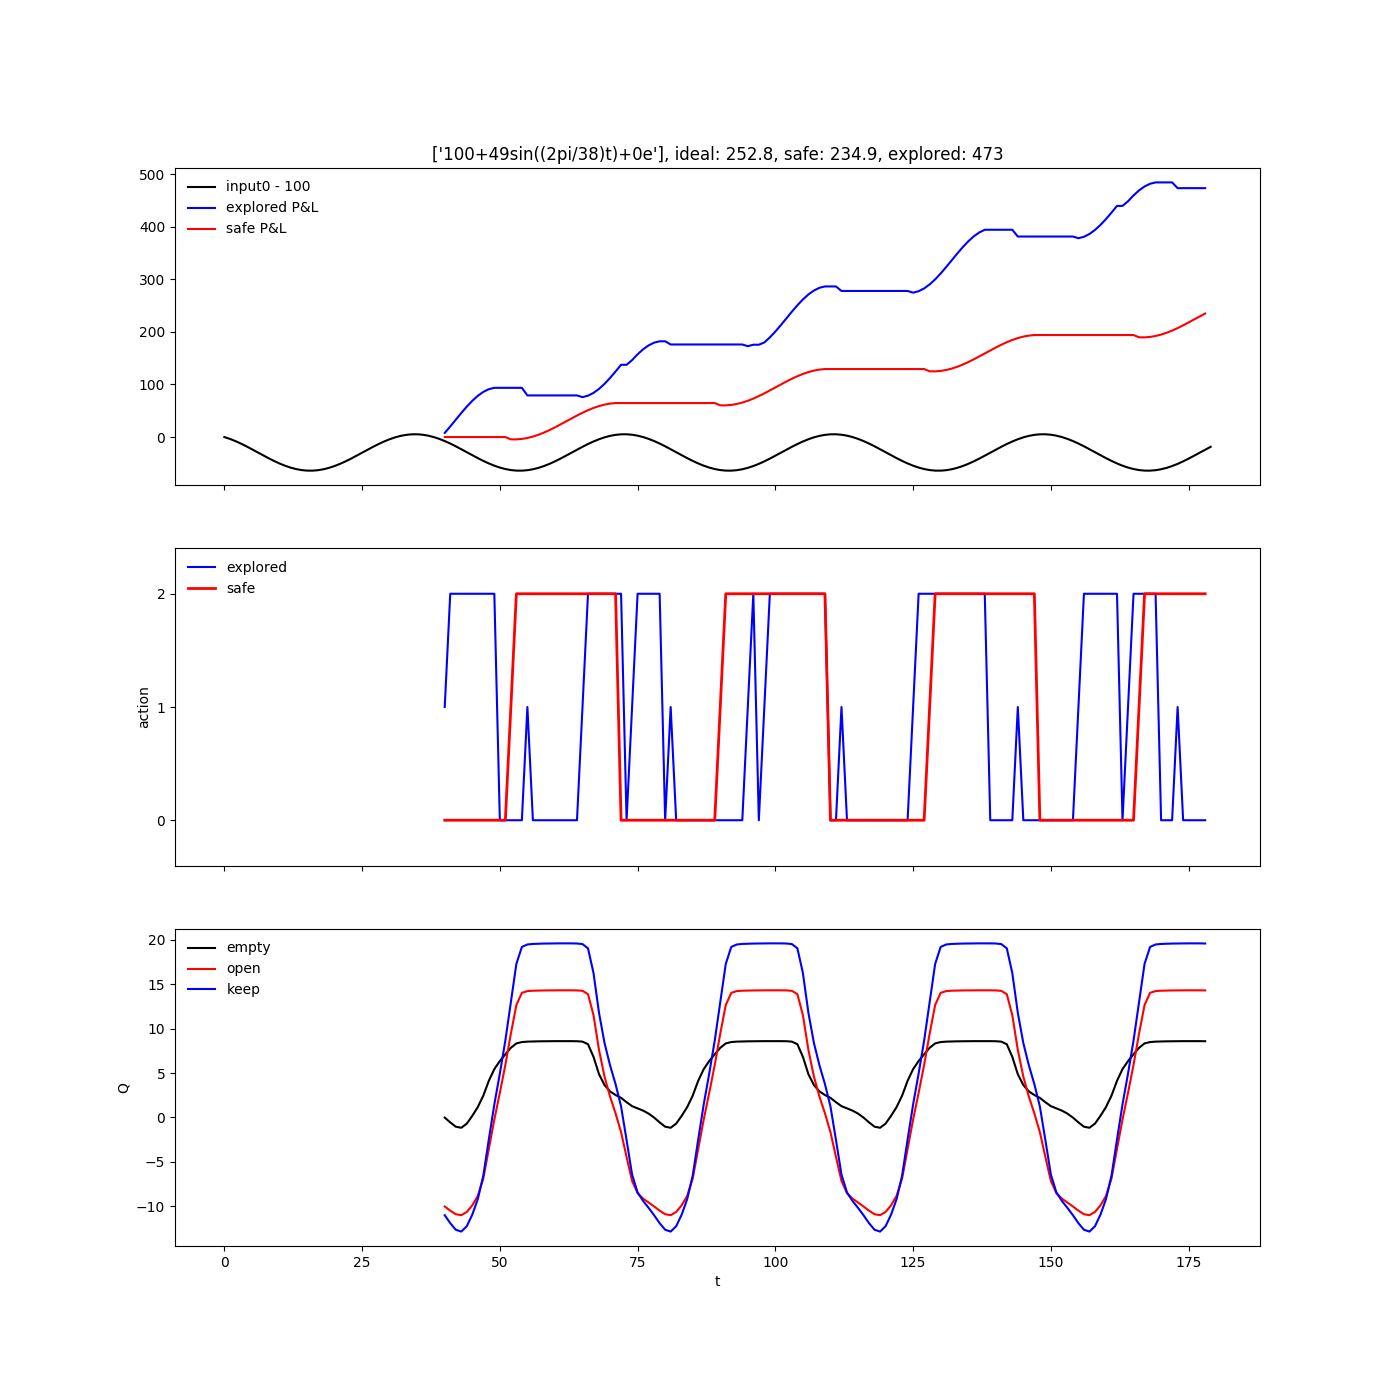 ['100+49sin((2pi/38)t)+0e'], ideal: 252.8, safe: 234.9, explored: 473
500
400
300
200
100
0
input0 - 100
explored P&L
safe P&L
2
1
0
action
explored
safe
20
15
10
5
0
−5
−10
Q
empty
open
keep
0 25 50 75 100 125 150 175
t